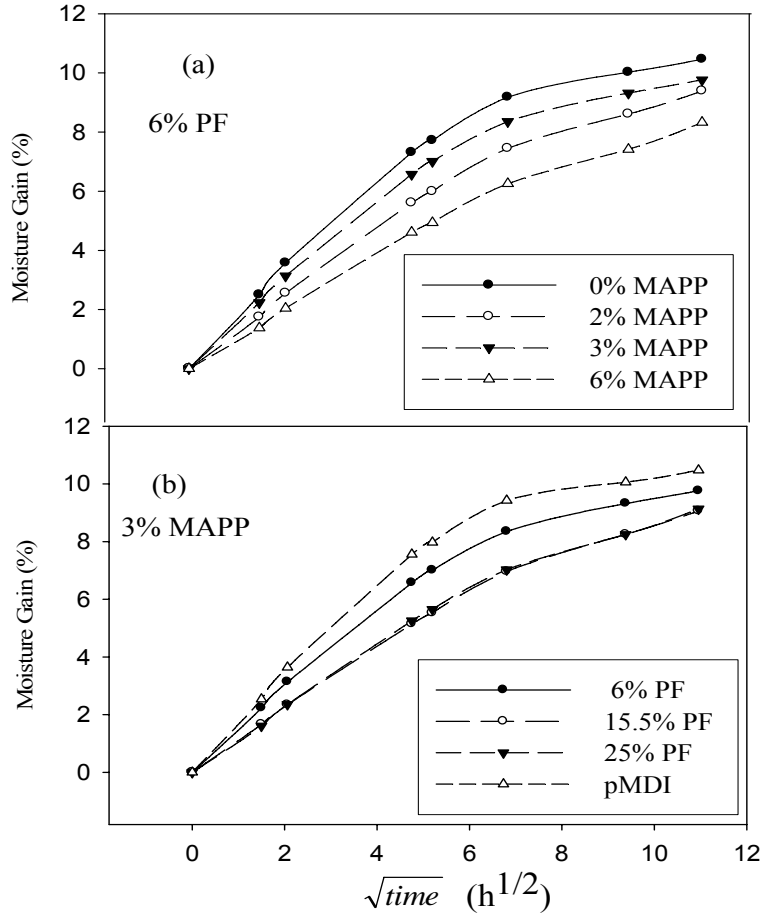 12
10
8
6
4
2
0
Moisture Gain (%)
(a)
6% PF
0% MAPP
2% MAPP
3% MAPP
6% MAPP
12
10
8
6
4
2
0
Moisture Gain (%)
(b)
3% MAPP
6% PF
15.5% PF
25% PF
pMDI
0 2 4 6 8 10 12
√time (h^1/2)